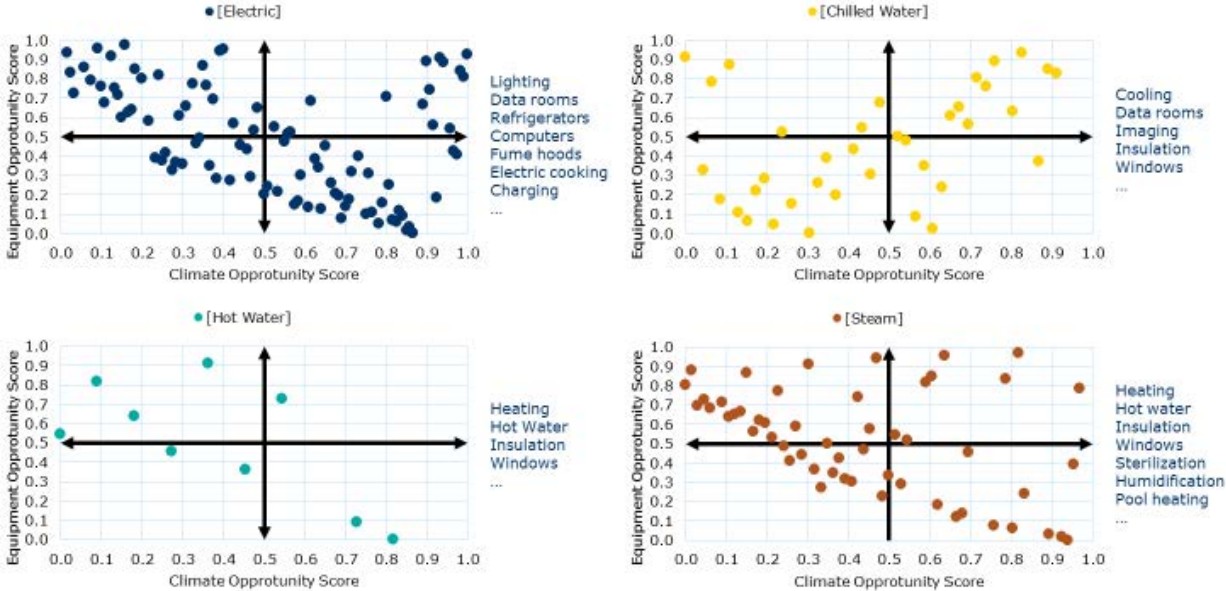 [Electric]
Equipment Opportunity Score
1.0
0.9
0.8
0.7
0.6
0.5
0.4
0.3
0.2
0.1
0.0
0.0 0.1 0.2 0.3 0.4 0.5 0.6 0.7 0.8 0.9 1.0
Climate Opprotunity Score
Lighting
Data rooms
Refrigerators
Computers
Fume hoods
Electric cooking
Charging
...
[Chilled Water]
Equipment Opprotunity Score
1.0
0.9
0.8
0.7
0.6
0.5
0.4
0.3
0.2
0.1
0.0
0.0 0.1 0.2 0.3 0.4 0.5 0.6 0.7 0.8 0.9 1.0
Climate Opprotunity Score
Cooling
Data rooms
Imaging
Insulation
Windows
...
[Hot Water]
Equipment Opprotunity Score
1.0
0.9
0.8
0.7
0.6
0.5
0.4
0.3
0.2
0.1
0.0
0.0 0.1 0.2 0.3 0.4 0.5 0.6 0.7 0.8 0.9 1.0
Climate Opprotunity Score
Heating
Hot Water
Insulation
Windows
...
[Steam]
Equipment Opprotunity Score
1.0
0.9
0.8
0.7
0.6
0.5
0.4
0.3
0.2
0.1
0.0
0.0 0.1 0.2 0.3 0.4 0.5 0.6 0.7 0.8 0.9 1.0
Climate Opprotunity Score
Heating
Hot water
Insulation
Windows
Sterilization
Humidification
Pool heating
...